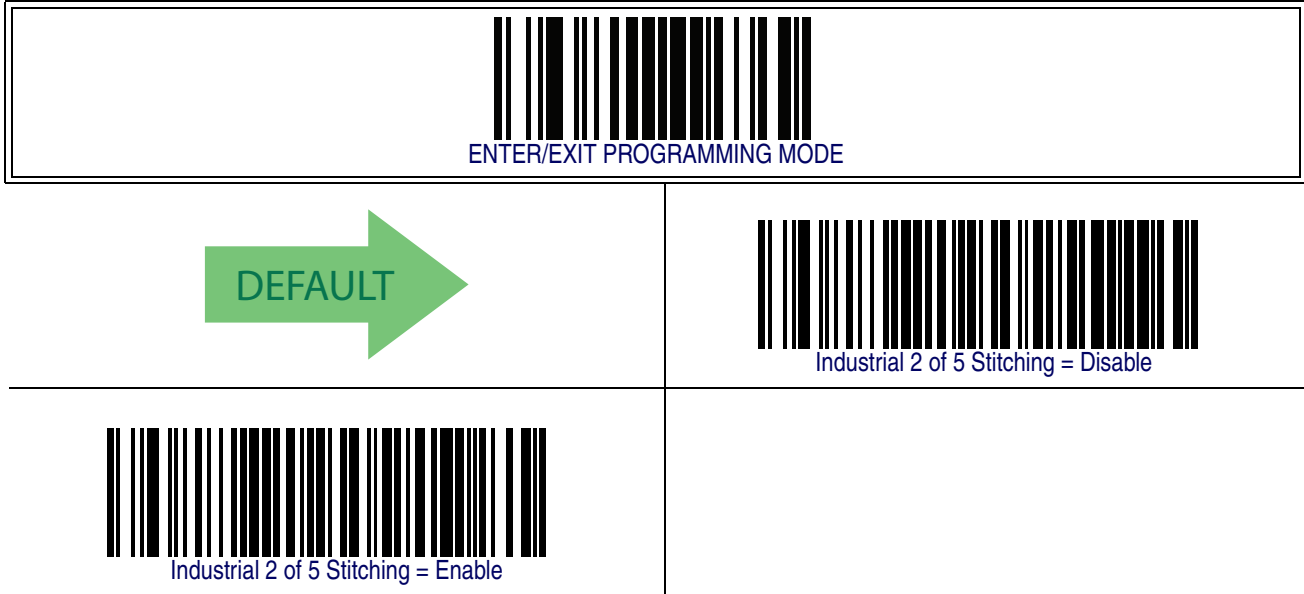 ENTER/EXIT PROGRAMMING MODE
DEFAULT
Industrial 2 of 5 Stitching = Disable
Industrial 2 of 5 Stitching = Enable